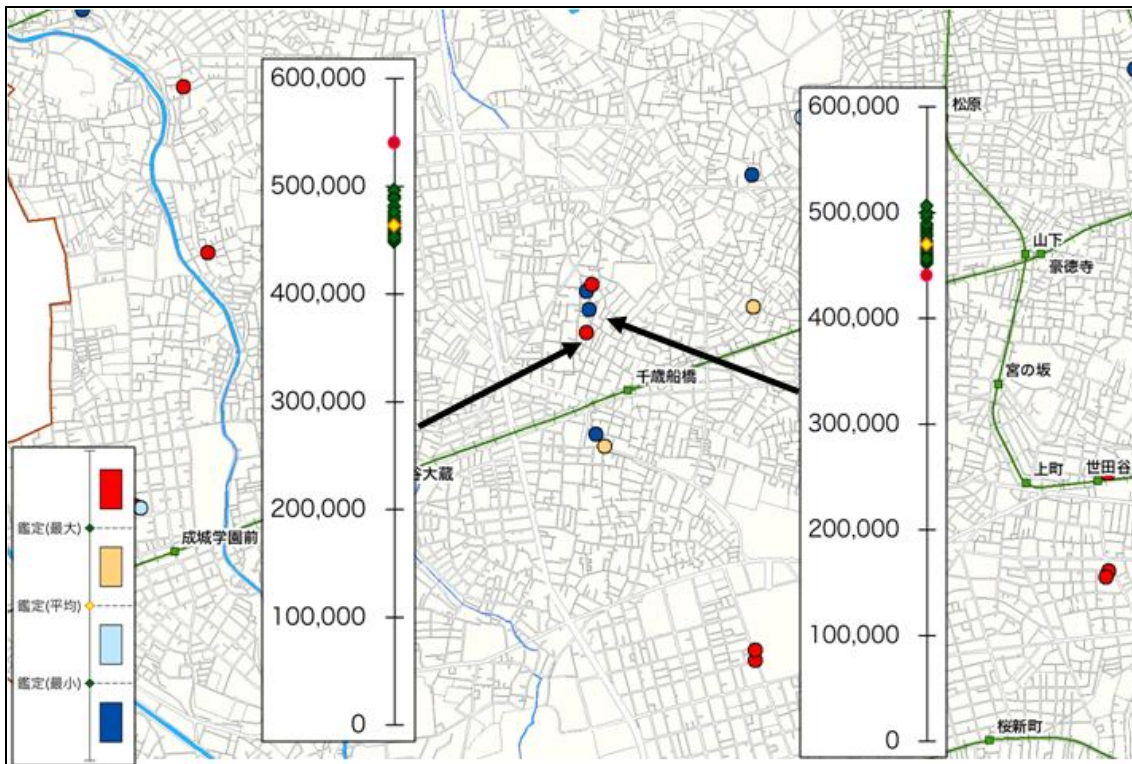 600,000
500,000
400,000
300,000
200,000
100,000
0
600,000
500,000
400,000
300,000
200,000
100,000
0
松原
山下
豪徳寺
宮の坂
千歳船橋
上町
世田谷
谷大蔵
成城学園前
桜新町
鑑定(最大)
鑑定(平均)
鑑定(最小)